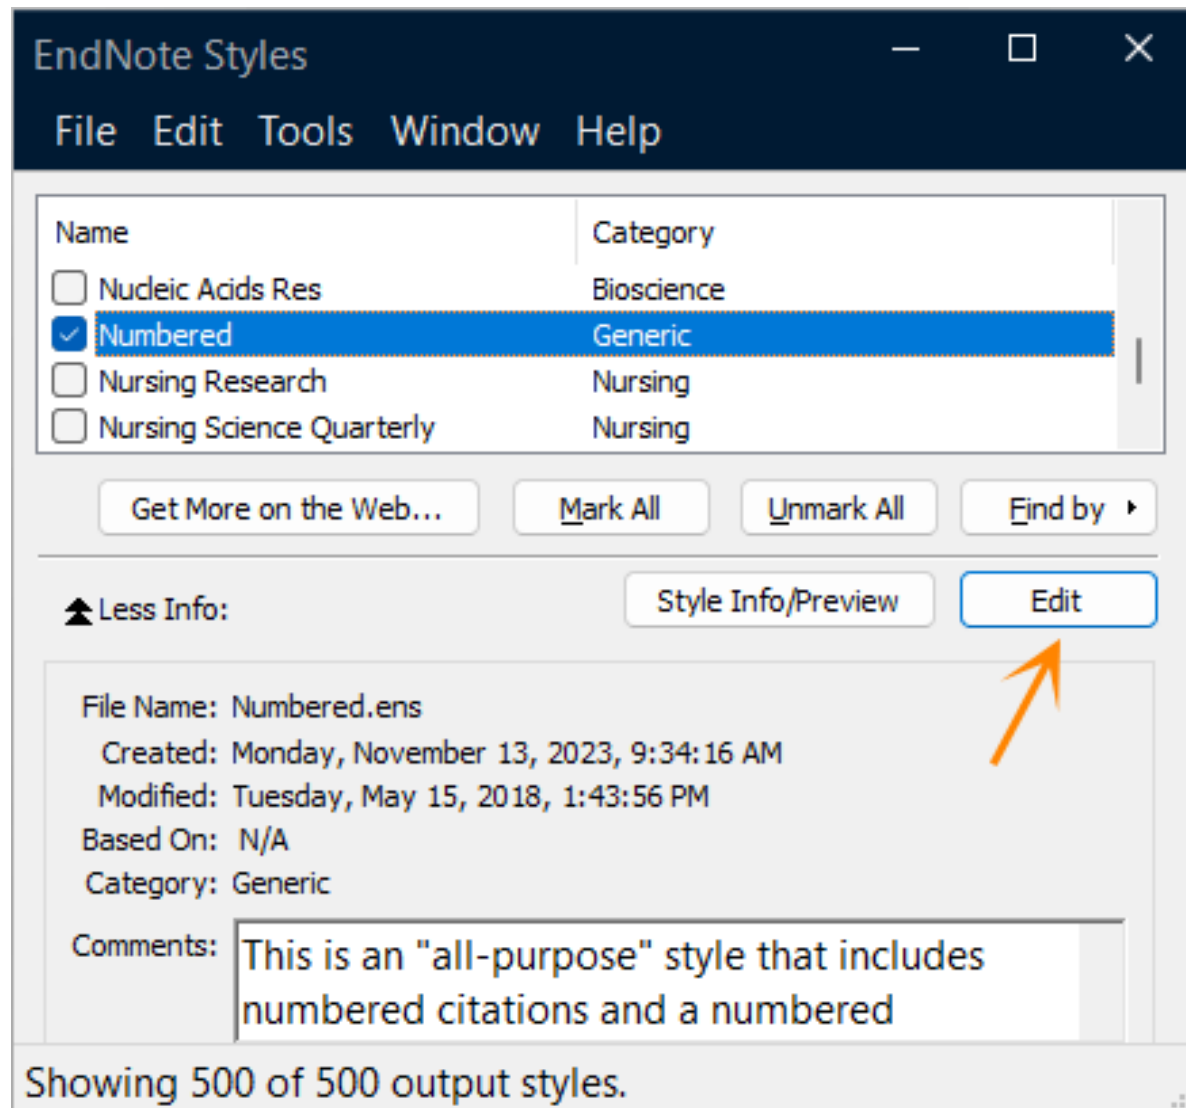 EndNote Styles
File Edit Tools Window Help
Name Category
Nucleic Acids Res Bioscience
Numbered Generic
Nursing Research Nursing
Nursing Science Quarterly Nursing
Get More on the Web... Mark All Unmark All Find by
Less Info: Style Info/Preview Edit
File Name: Numbered.ens
Created: Monday, November 13, 2023, 9:34:16 AM
Modified: Tuesday, May 15, 2018, 1:43:56 PM
Based On: N/A
Category: Generic
Comments: This is an "all-purpose" style that includes
numbered citations and a numbered
Showing 500 of 500 output styles.